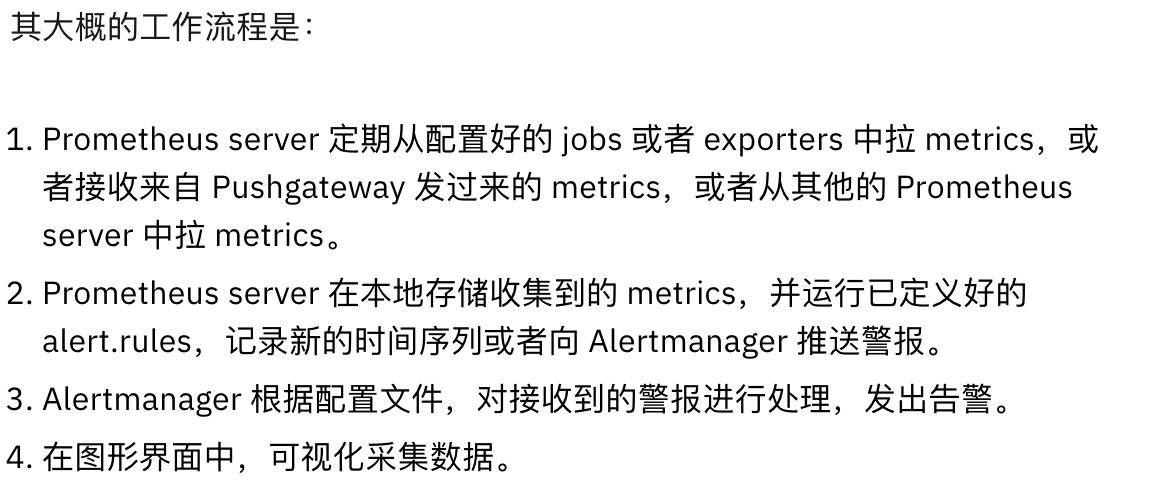 其大概的工作流程是：
1. Prometheus server 定期从配置好的 jobs 或者 exporters 中拉 metrics，或
者接收来自 Pushgateway 发过来的 metrics，或者从其他的 Prometheus
server 中拉 metrics。
2. Prometheus server 在本地存储收集到的 metrics，并运行已定义好的
alert.rules，记录新的时间序列或者向 Alertmanager 推送警报。
3. Alertmanager 根据配置文件，对接收到的警报进行处理，发出告警。
4. 在图形界面中，可视化采集数据。